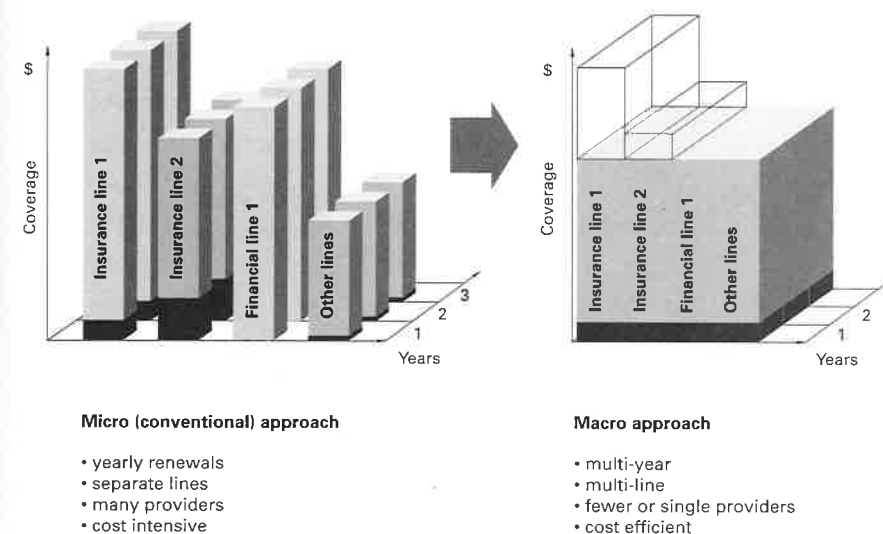 $
Coverage
Insurance line 1
Insurance line 2
Financial line 1
Other lines
1
2
3
Years
Micro (conventional) approach
• yearly renewals
• separate lines
• many providers
• cost intensive
$
Coverage
Insurance line 1
Insurance line 2
Financial line 1
Other lines
1
2
Years
Macro approach
• multi-year
• multi-line
• fewer or single providers
• cost efficient